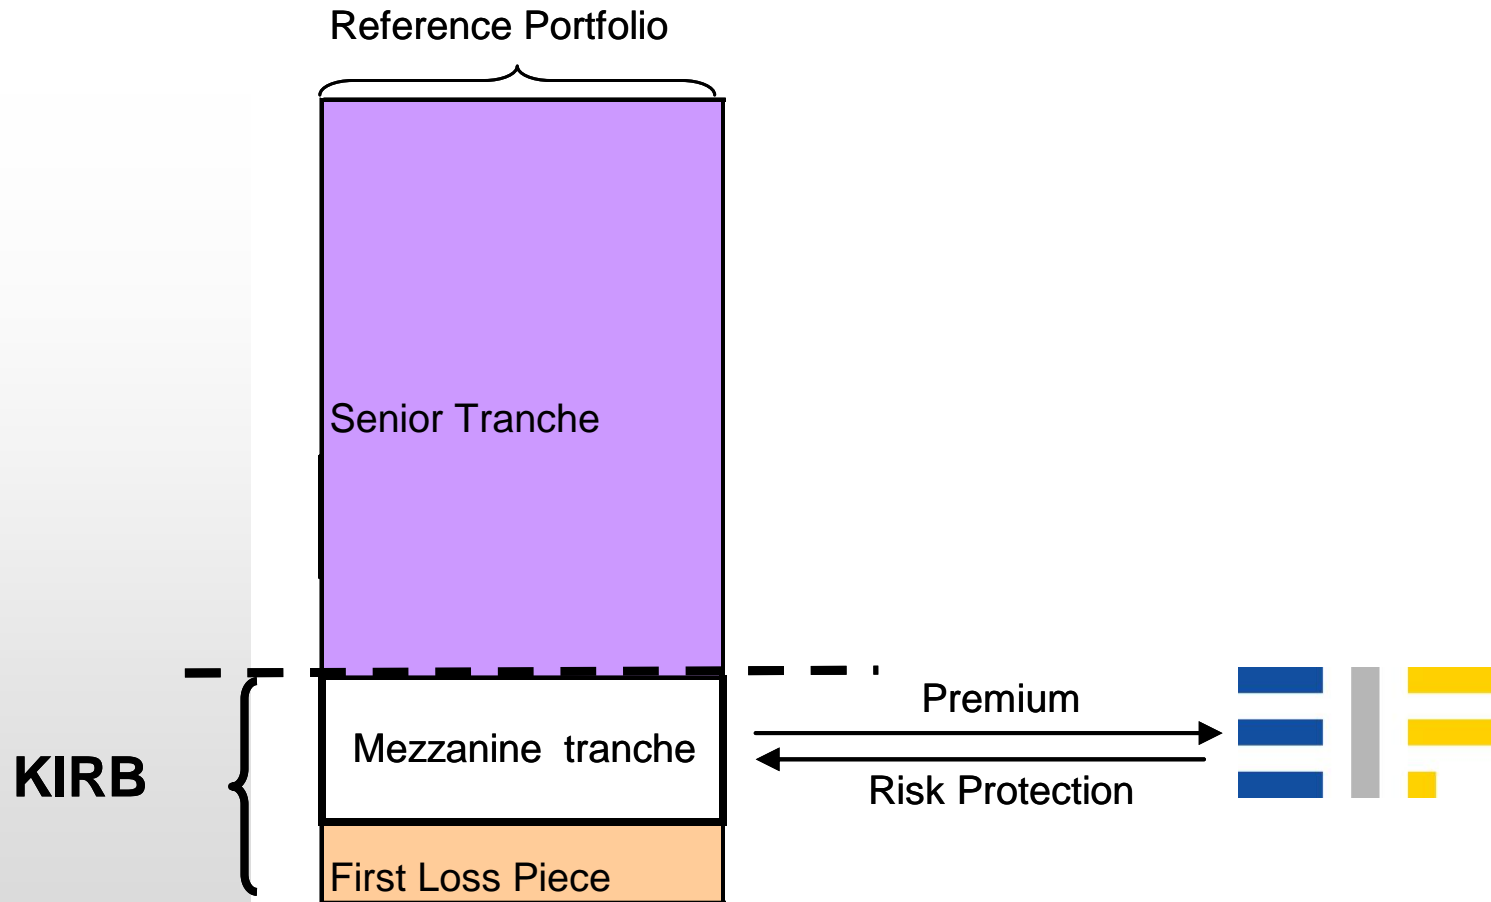 Reference Portfolio
Senior Tranche
Premium
Mezzanine tranche
KIRB
Risk Protection
First Loss Piece